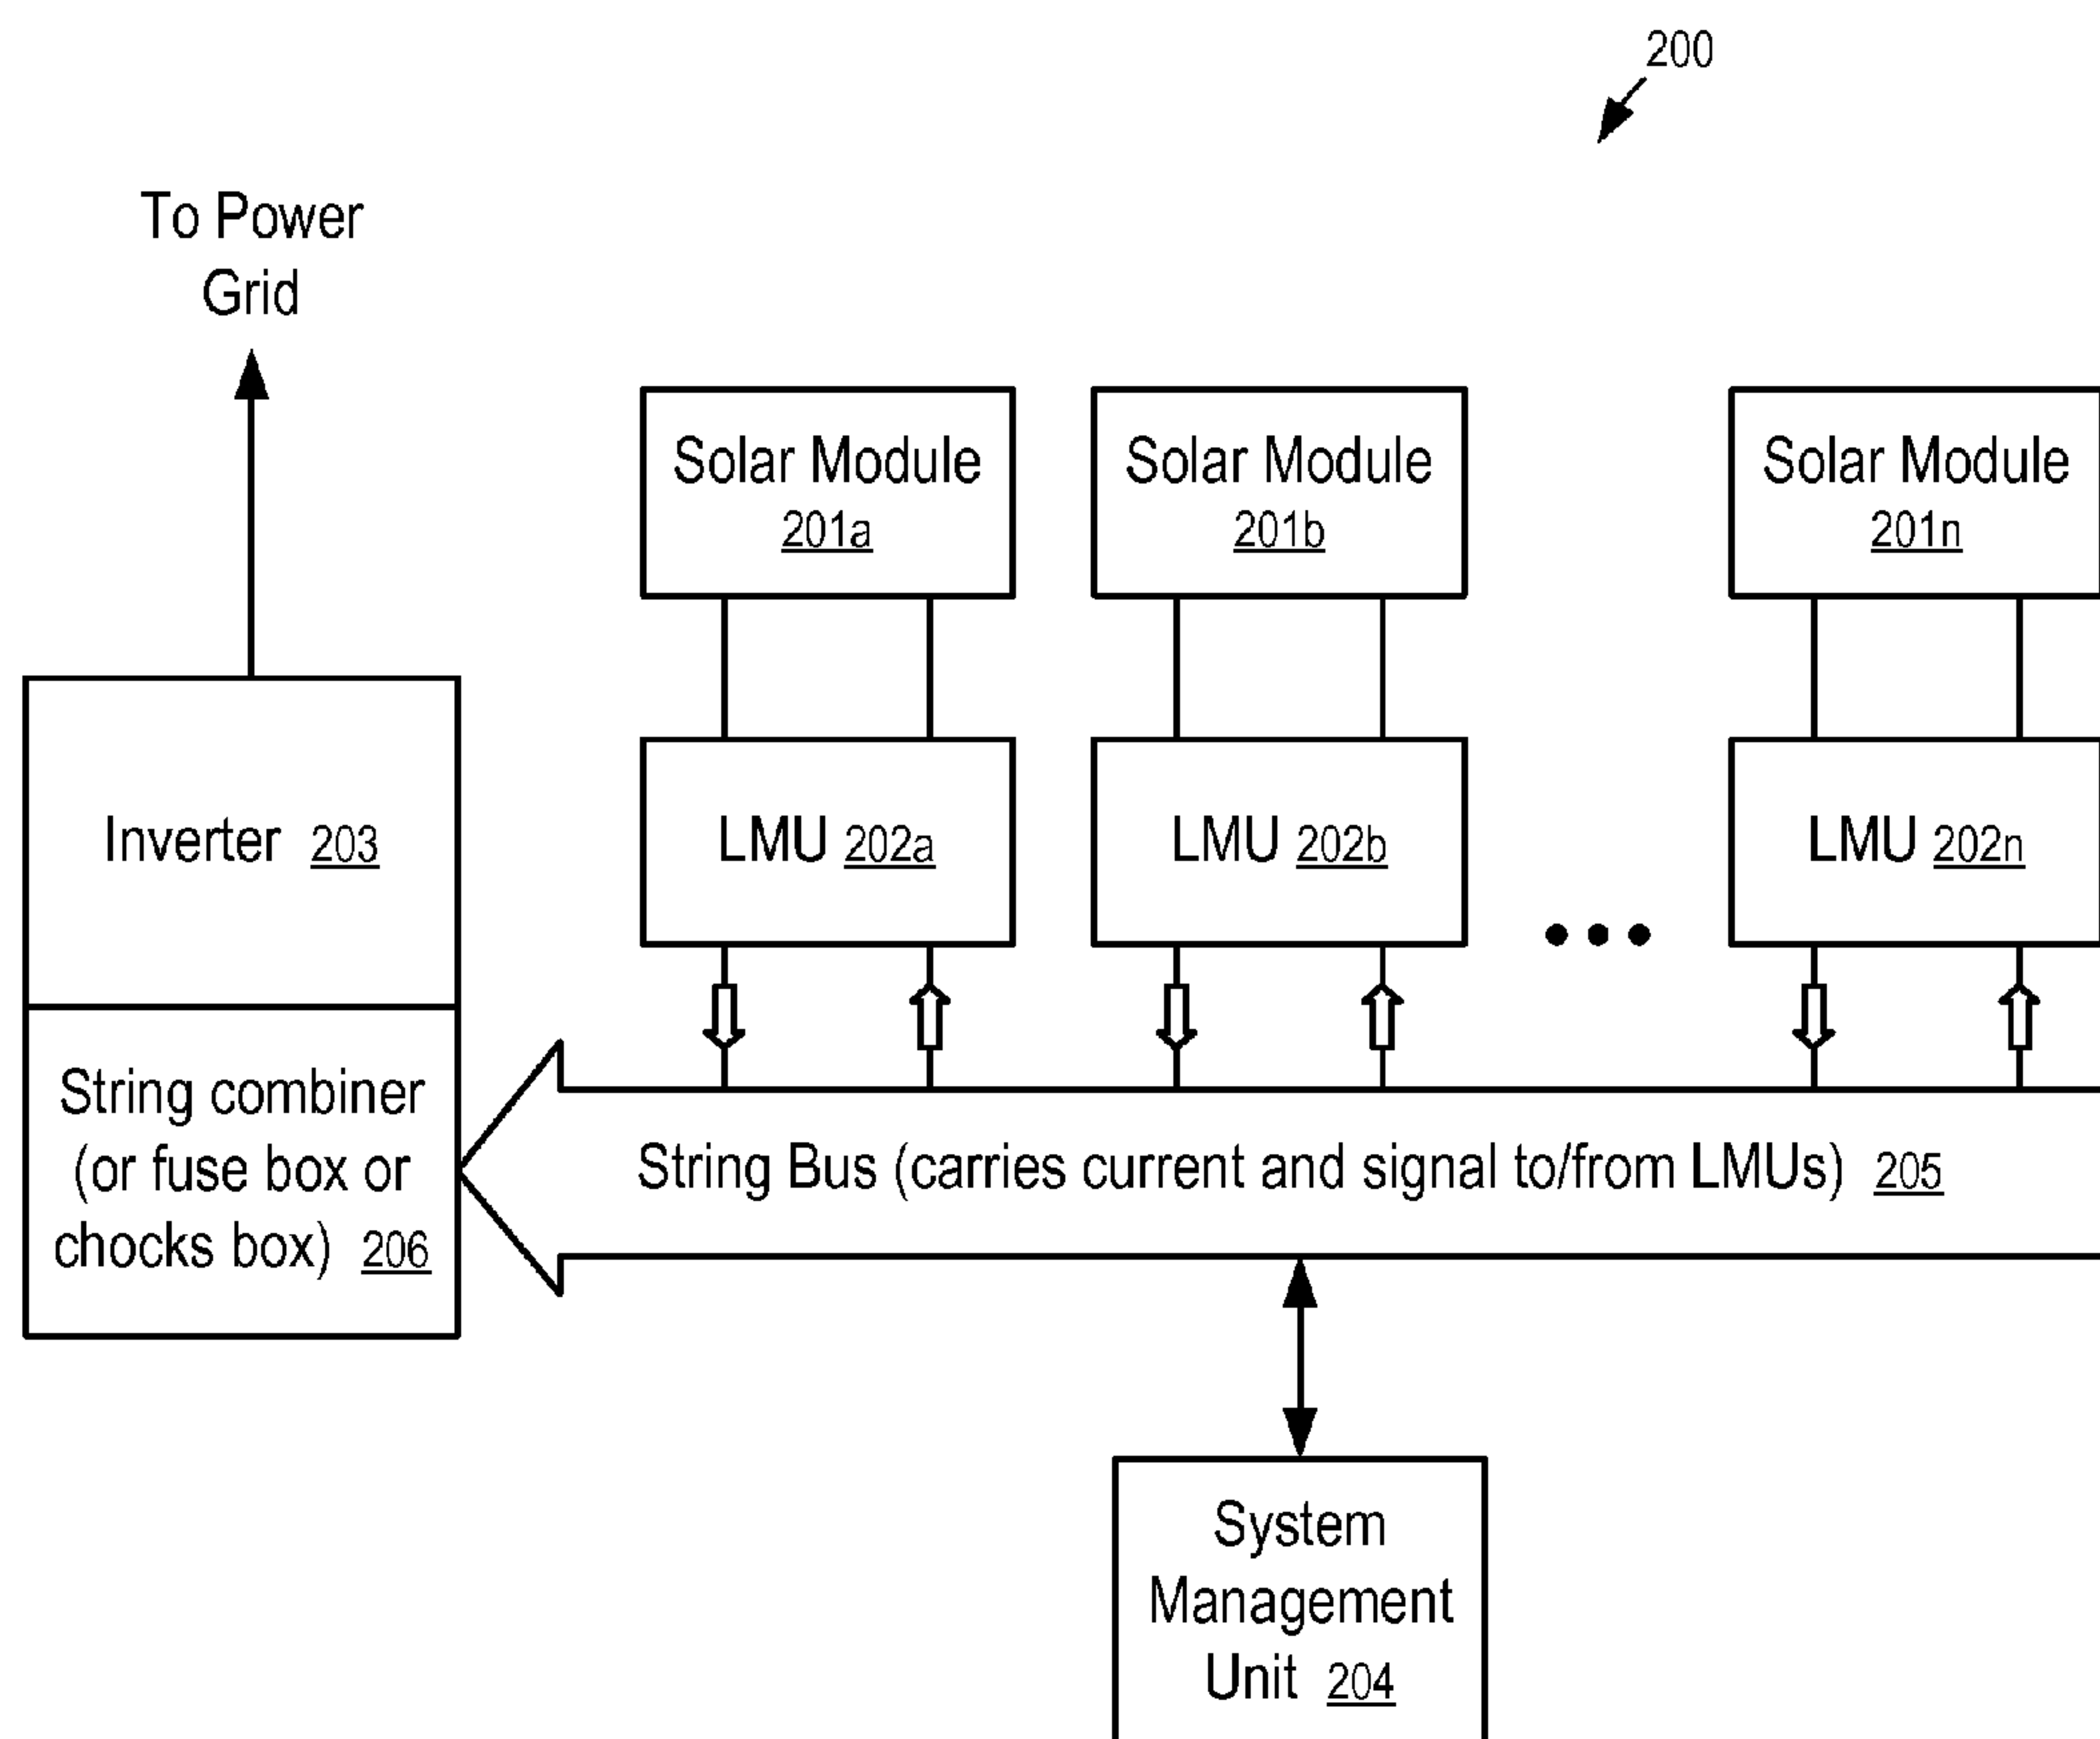 200
To Power
Grid
Solar Module
201a
Solar Module
201b
Solar Module
201n
Inverter 203
LMU 202a
LMU 202b
LMU 202n
String combiner
(or fuse box or
chocks box) 206
String Bus (carries current and signal to/from LMUs) 205
System
Management
Unit 204